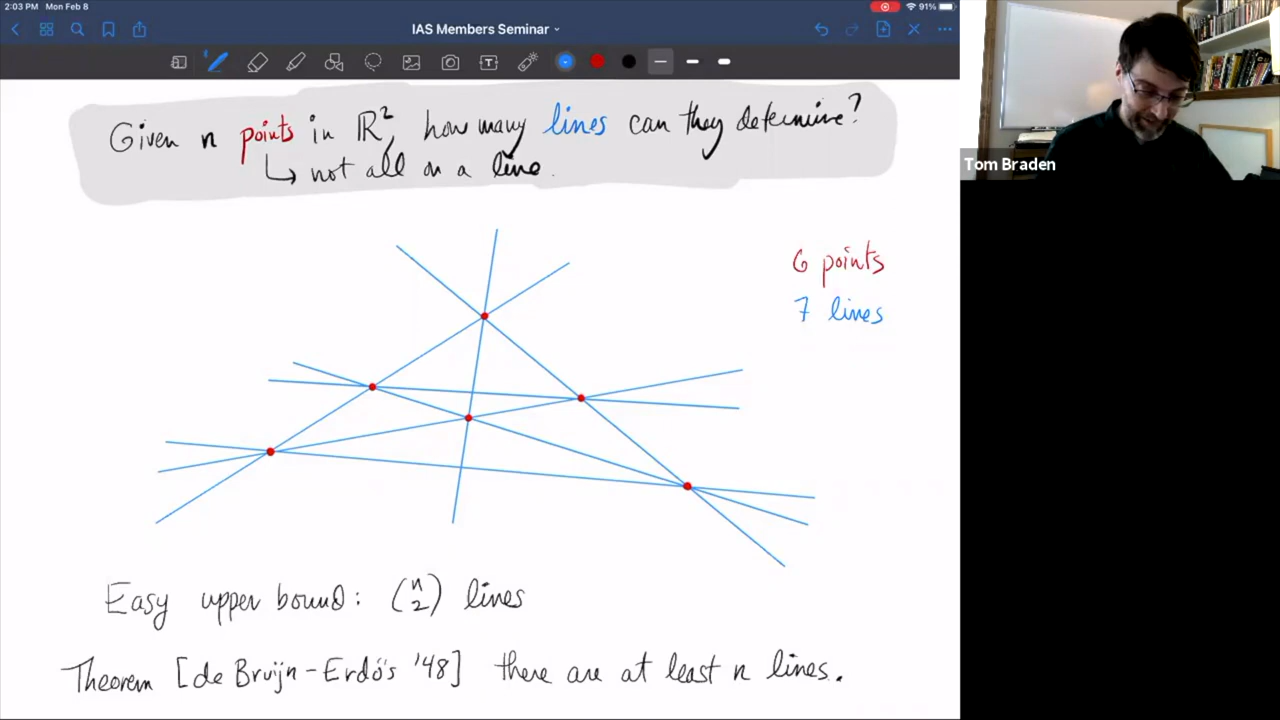 2:03 PM Mon Feb 8
91%
IAS Members Seminar
Tom Braden
Given n points in ℝ², how many lines can they determine?
↳ not all on a line.
6 points
7 lines
Easy upper bound: (n 2) lines
Theorem [de Bruijn-Erdős '48] there are at least n lines.